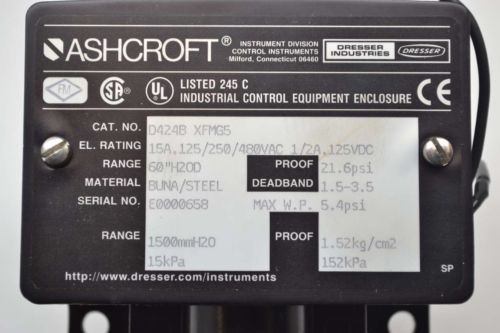 ASHCROFT®
INSTRUMENT DIVISION
CONTROL INSTRUMENTS
Milford, Connecticut 06460
DRESSER
INDUSTRIES
DRESSER
FM
SA
UL
LISTED 245 C
INDUSTRIAL CONTROL EQUIPMENT ENCLOSURE
CE
CAT. NO. D424B XFMG5
EL. RATING 15A,125/250/480VAC 1/2A,125VDC
RANGE 60"H2OD PROOF 21.6psi
MATERIAL BUNA/STEEL DEADBAND 1.5-3.5
SERIAL NO. E0000658 MAX W.P. 5.4psi
RANGE 1500mmH2O PROOF 1.52kg/cm2
15kPa 152kPa
http://www.dresser.com/instruments
SP